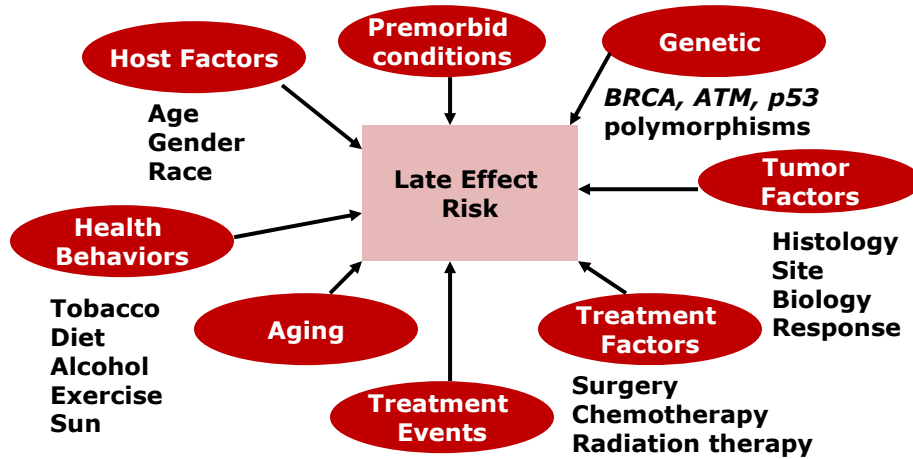 Host Factors
Age
Gender
Race
Premorbid
conditions
Genetic
BRCA, ATM, p53
polymorphisms
Late Effect
Risk
Tumor
Factors
Histology
Site
Biology
Response
Health
Behaviors
Tobacco
Diet
Alcohol
Exercise
Sun
Aging
Treatment
Events
Treatment
Factors
Surgery
Chemotherapy
Radiation therapy